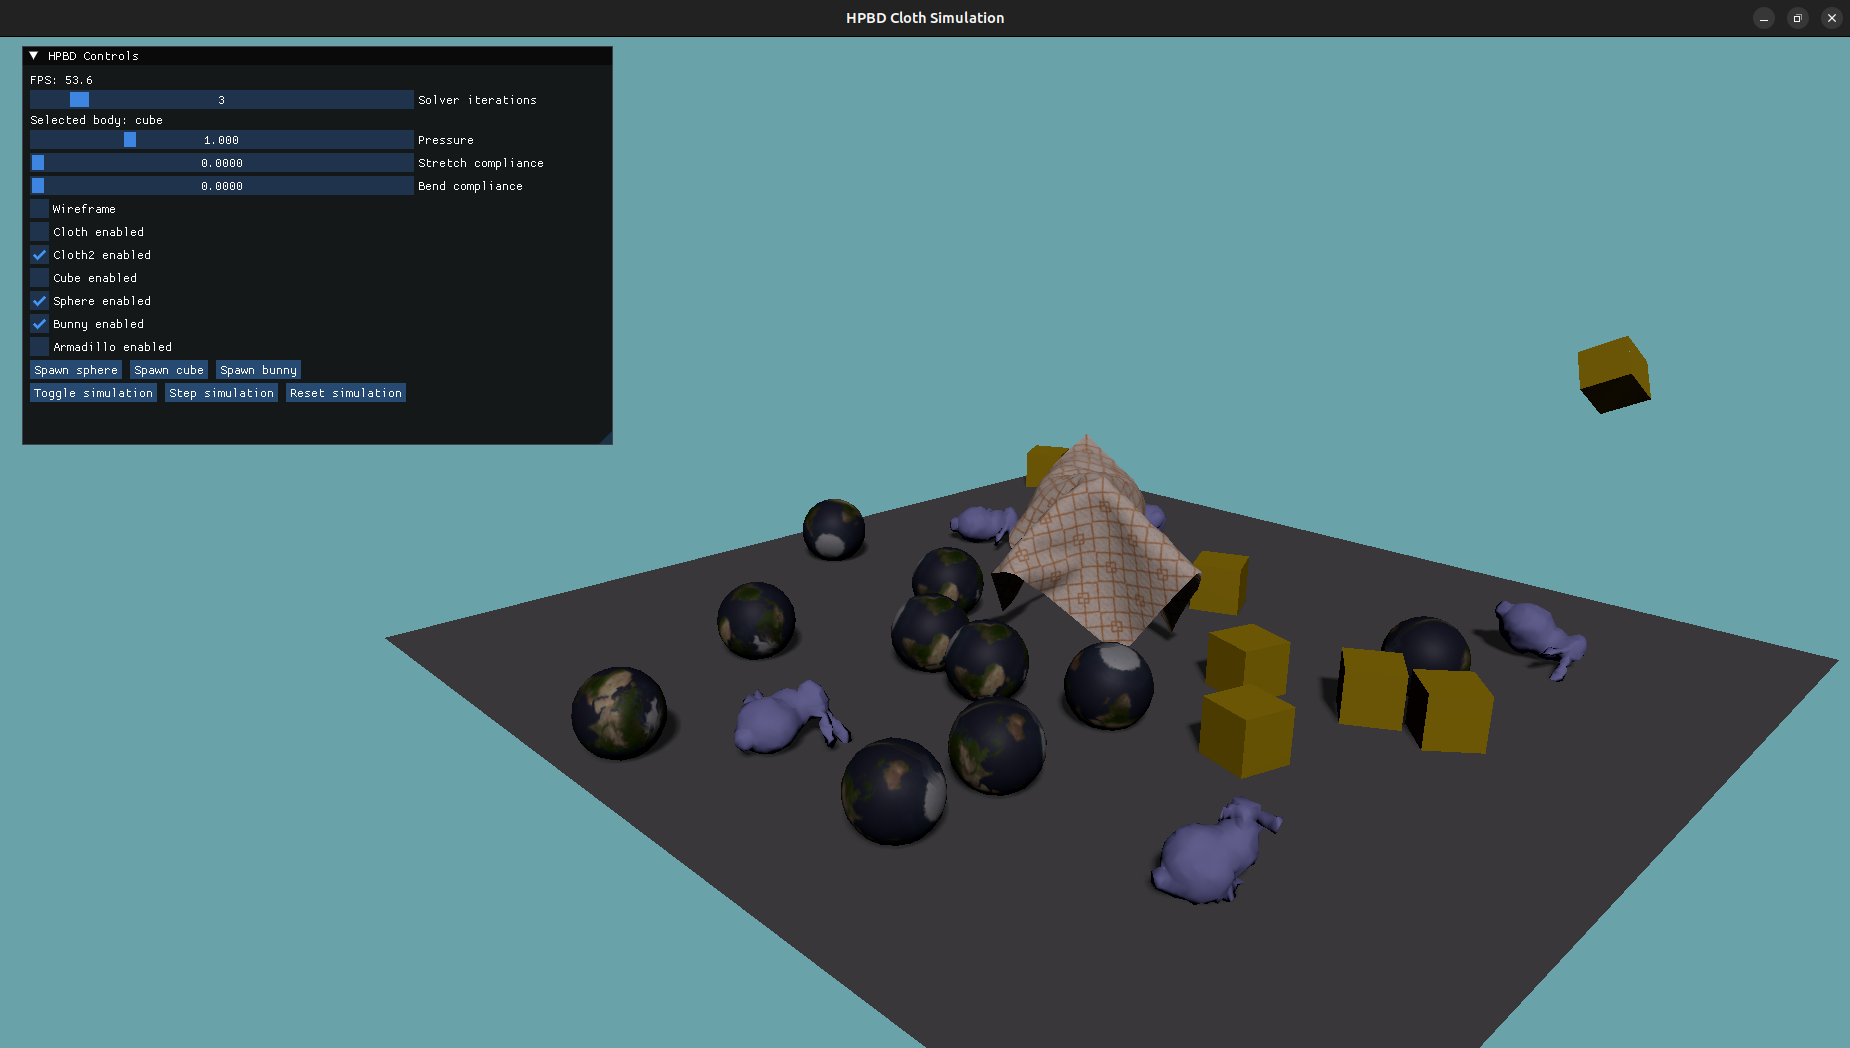 HPBD Cloth Simulation
HPBD Controls
FPS: 53.6
3 Solver iterations
Selected body: cube
1.000 Pressure
0.0000 Stretch compliance
0.0000 Bend compliance
Wireframe
Cloth enabled
Cloth2 enabled
Cube enabled
Sphere enabled
Bunny enabled
Armadillo enabled
Spawn sphere Spawn cube Spawn bunny
Toggle simulation Step simulation Reset simulation